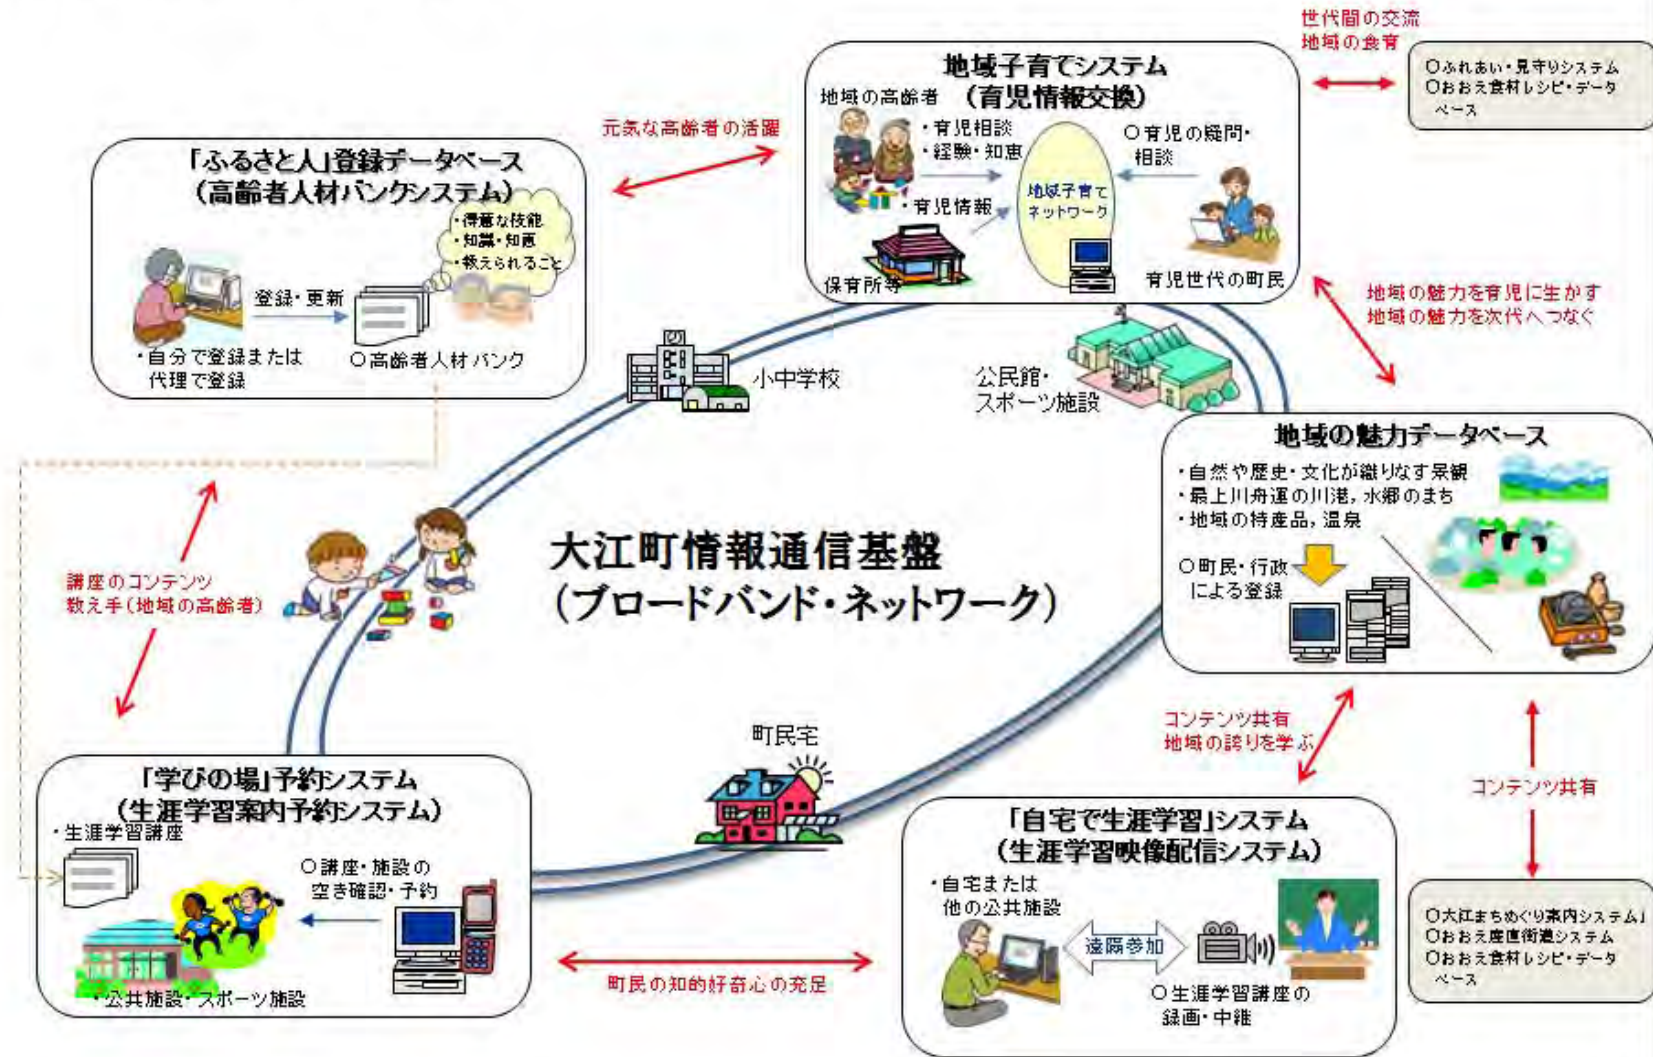 世代間の交流
地域の食育
○ふれあい・見守りシステム
○おおえ食材レシピ・データ
ベース
地域子育てシステム
(育児情報交換)
地域の高齢者
・育児相談
・経験・知恵
○育児の疑問・
相談
・育児情報
地域子育て
ネットワーク
保育所等
育児世代の町民
元気な高齢者の活躍
「ふるさと人」登録データベース
(高齢者人材バンクシステム)
・得意な技能
・知識・知恵
・教えられること
登録・更新
・自分で登録または
代理で登録
○高齢者人材バンク
地域の魅力を育児に生かす
地域の魅力を次代へつなぐ
小中学校
公民館・
スポーツ施設
地域の魅力データベース
・自然や歴史・文化が織りなす景観
・最上川舟運の川港，水郷のまち
・地域の特産品，温泉
○町民・行政
による登録
大江町情報通信基盤
(ブロードバンド・ネットワーク)
講座のコンテンツ
教え手(地域の高齢者)
コンテンツ共有
地域の誇りを学ぶ
コンテンツ共有
町民宅
「学びの場」予約システム
(生涯学習案内予約システム)
・生涯学習講座
○講座・施設の
空き確認・予約
・公共施設・スポーツ施設
町民の知的好奇心の充足
「自宅で生涯学習」システム
(生涯学習映像配信システム)
・自宅または
他の公共施設
遠隔参加
○生涯学習講座の
録画・中継
○大江まちめぐり案内システム」
○おおえ産直街道システム
○おおえ食材レシピ・データ
ベース